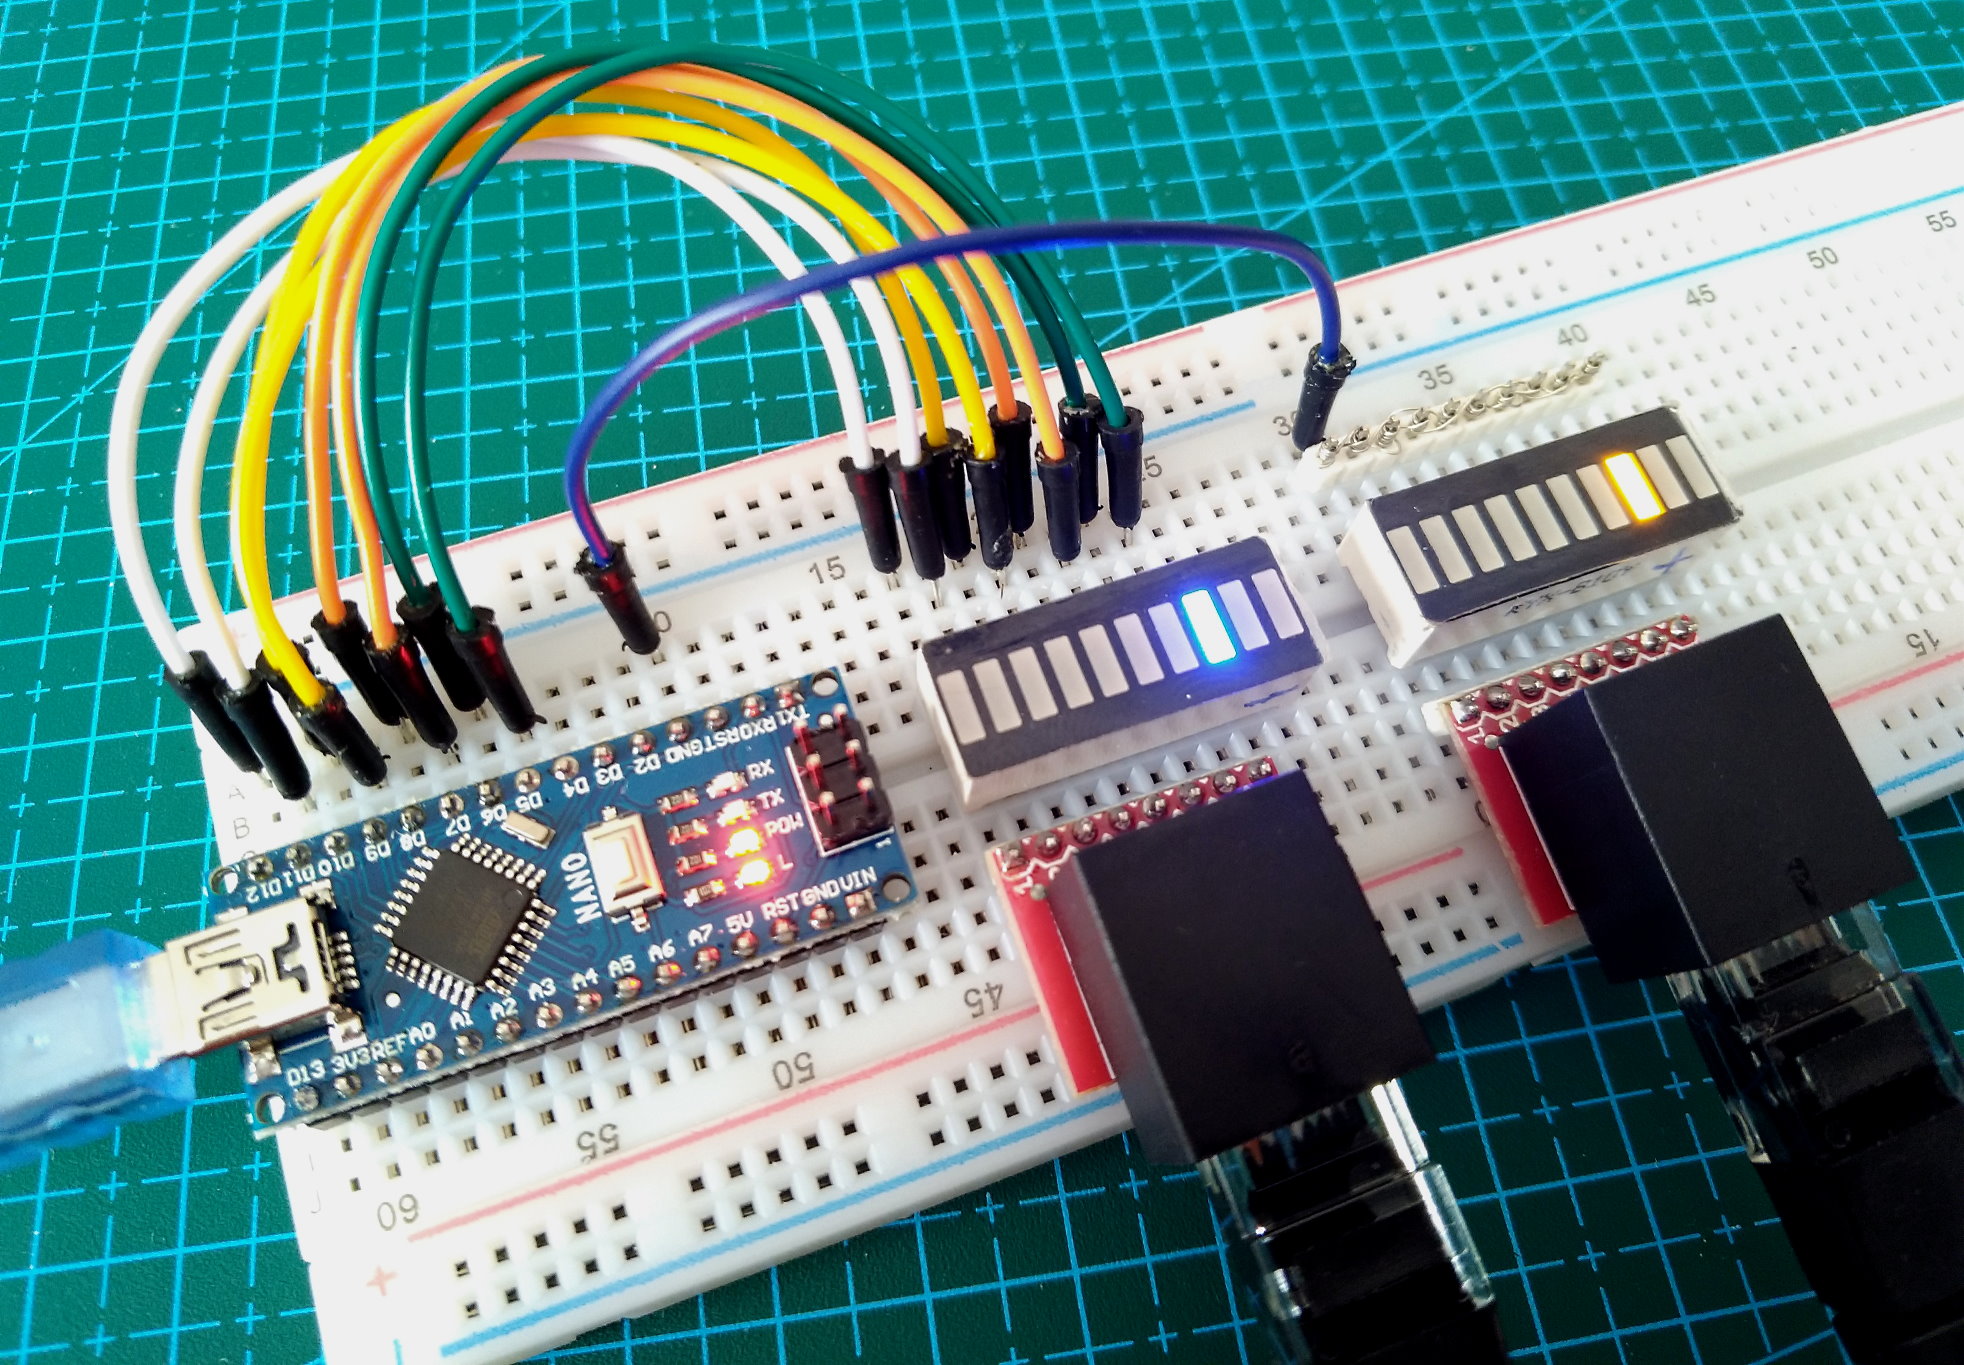 55
50
45
40
35
15
A
B
TX1 RX0 RST GND D2 D3 D4 D5 D6 D7 D8 D9 D10 D11 D12
RX
TX
POW
L
NANO
1
D13 3V3 REF A0 A1 A2 A3 A4 A5 A6 A7 5V RST GND VIN
15
45
50
55
60
+
J